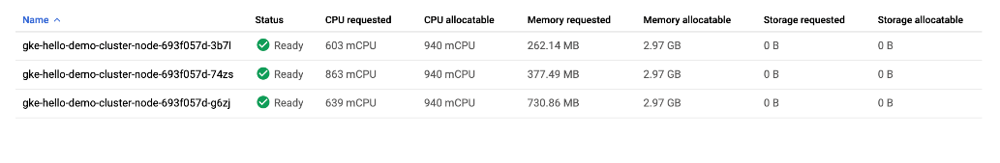 Name Status CPU requested CPU allocatable Memory requested Memory allocatable Storage requested Storage allocatable
gke-hello-demo-cluster-node-693f057d-3b7l Ready 603 mCPU 940 mCPU 262.14 MB 2.97 GB 0 B 0 B
gke-hello-demo-cluster-node-693f057d-74zs Ready 863 mCPU 940 mCPU 377.49 MB 2.97 GB 0 B 0 B
gke-hello-demo-cluster-node-693f057d-g6zj Ready 639 mCPU 940 mCPU 730.86 MB 2.97 GB 0 B 0 B